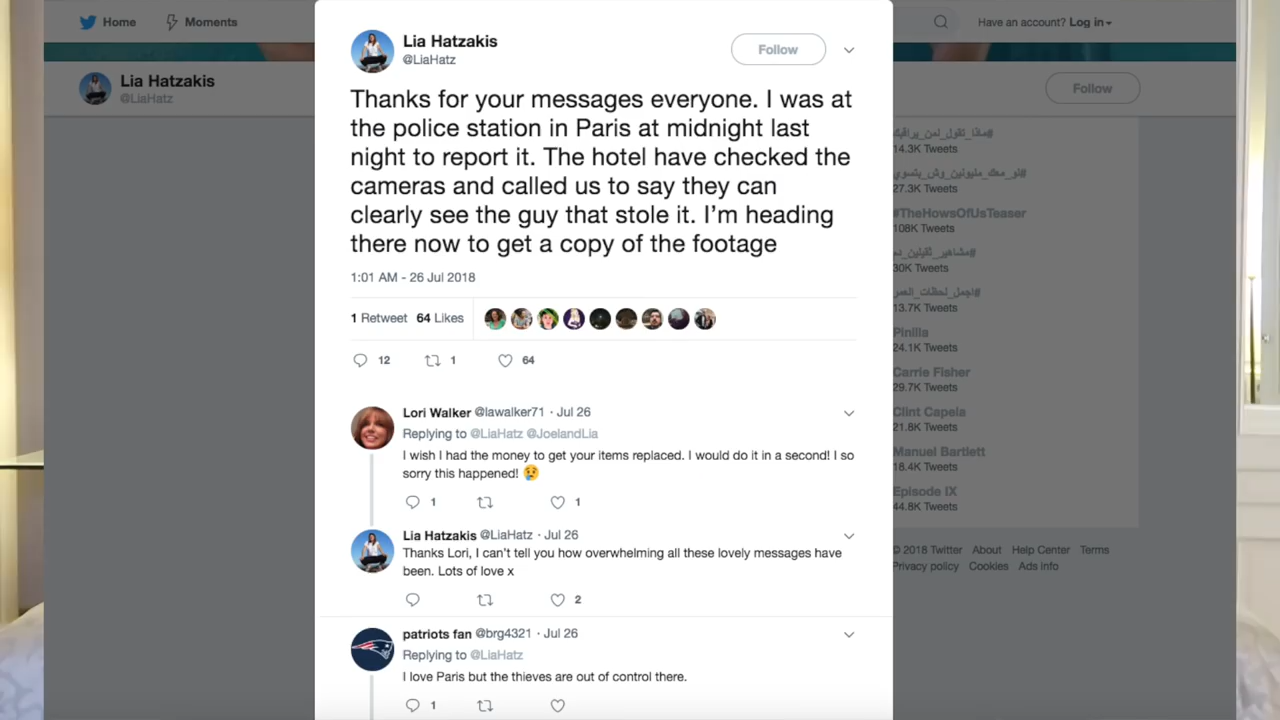 Home Moments
Have an account? Log in
Lia Hatzakis
@LiaHatz
Follow
Lia Hatzakis
@LiaHatz
Follow
Thanks for your messages everyone. I was at
the police station in Paris at midnight last
night to report it. The hotel have checked the
cameras and called us to say they can
clearly see the guy that stole it. I’m heading
there now to get a copy of the footage
1:01 AM - 26 Jul 2018
1 Retweet 64 Likes
12 1 64
Lori Walker @lawalker71 · Jul 26
Replying to @LiaHatz @JoelandLia
I wish I had the money to get your items replaced. I would do it in a second! I so
sorry this happened! 😢
1 1
Lia Hatzakis @LiaHatz · Jul 26
Thanks Lori, I can't tell you how overwhelming all these lovely messages have
been. Lots of love x
2
patriots fan @brg4321 · Jul 26
Replying to @LiaHatz
I love Paris but the thieves are out of control there.
1
#ماذا_تقول_لمن_يراقبك
14.3K Tweets
#لو_معك_مليونين_وش_بتسوي
27.3K Tweets
#TheHowsOfUsTeaser
108K Tweets
#مشاهير_ثقيلين_دم
30K Tweets
#اجمل_لحظات_العمر
13.7K Tweets
Pinilla
24.1K Tweets
Carrie Fisher
29.7K Tweets
Clint Capela
21.8K Tweets
Manuel Bartlett
18.4K Tweets
Episode IX
44.8K Tweets
© 2018 Twitter About Help Center Terms
Privacy policy Cookies Ads info